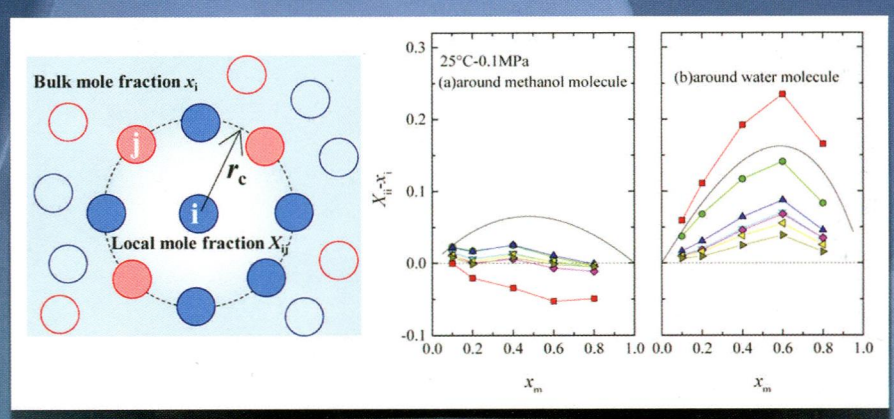 Bulk mole fraction xi
j
rc
i
Local mole fraction Xij
0.3
0.2
0.1
0.0
-0.1
Xii-xi
25°C-0.1MPa
(a)around methanol molecule
(b)around water molecule
0.0 0.2 0.4 0.6 0.8 1.0
0.0 0.2 0.4 0.6 0.8 1.0
xm
xm